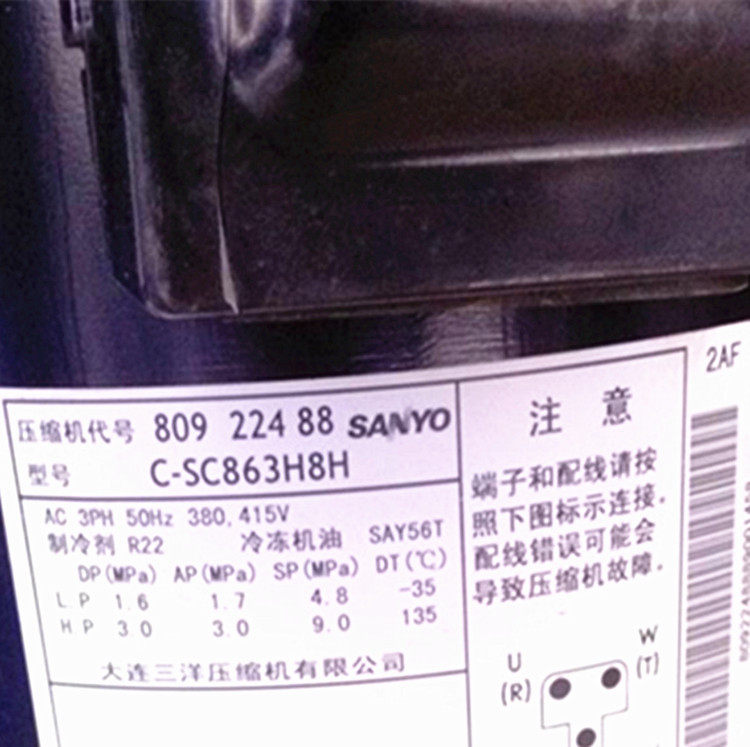 压缩机代号 809 224 88 SANYO
型号 C-SC863H8H
AC 3PH 50Hz 380,415V
制冷剂 R22 冷冻机油 SAY56T
DP(MPa) AP(MPa) SP(MPa) DT(℃)
LP 1.6 1.7 4.8 -35
HP 3.0 3.0 9.0 135
大连三洋压缩机有限公司
注 意
端子和配线请按
照下图标示连接.
配线错误可能会
导致压缩机故障.
U
(R)
W
(T)
2AF